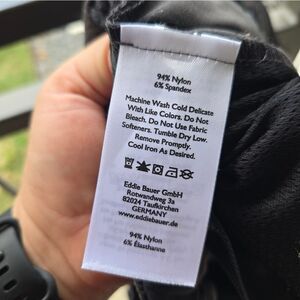 94% Nylon
6% Spandex
Machine Wash Cold Delicate
With Like Colors. Do Not
Bleach. Do Not Use Fabric
Softeners. Tumble Dry Low.
Remove Promptly.
Cool Iron As Desired.
Eddie Bauer GmbH
Rotwandweg 3a
82024 Taufkirchen
GERMANY
www.eddiebauer.de
94% Nylon
6% Élasthanne